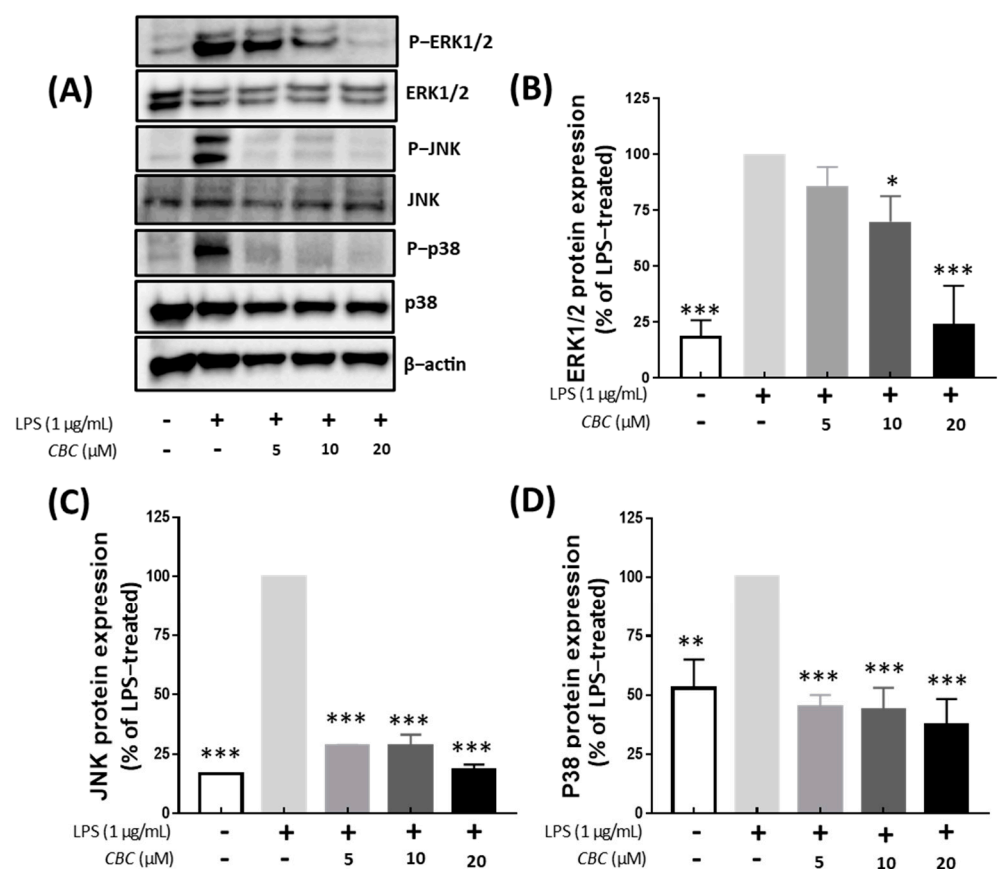 (A)
P–ERK1/2
ERK1/2
P–JNK
JNK
P–p38
p38
β–actin
LPS (1 µg/mL) - + + + +
CBC (µM) - - 5 10 20
(B)
ERK1/2 protein expression
(% of LPS–treated)
125
100
75
50
25
0
***
*
***
LPS (1 µg/mL) - + + + +
CBC (µM) - - 5 10 20
(C)
JNK protein expression
(% of LPS–treated)
125
100
75
50
25
0
***
***
***
***
LPS (1 µg/mL) - + + + +
CBC (µM) - - 5 10 20
(D)
P38 protein expression
(% of LPS–treated)
125
100
75
50
25
0
**
***
***
***
LPS (1 µg/mL) - + + + +
CBC (µM) - - 5 10 20